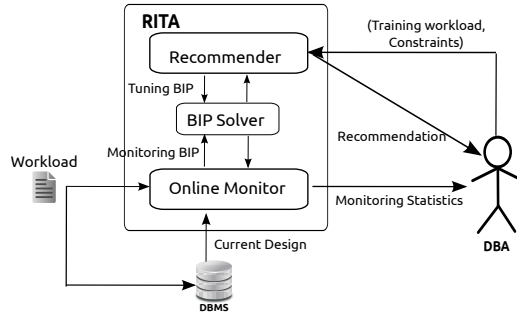 RITA
(Training workload,
Constraints)
Recommender
Tuning BIP
BIP Solver
Recommendation
Monitoring BIP
Workload
Online Monitor
Monitoring Statistics
Current Design
DBA
DBMS